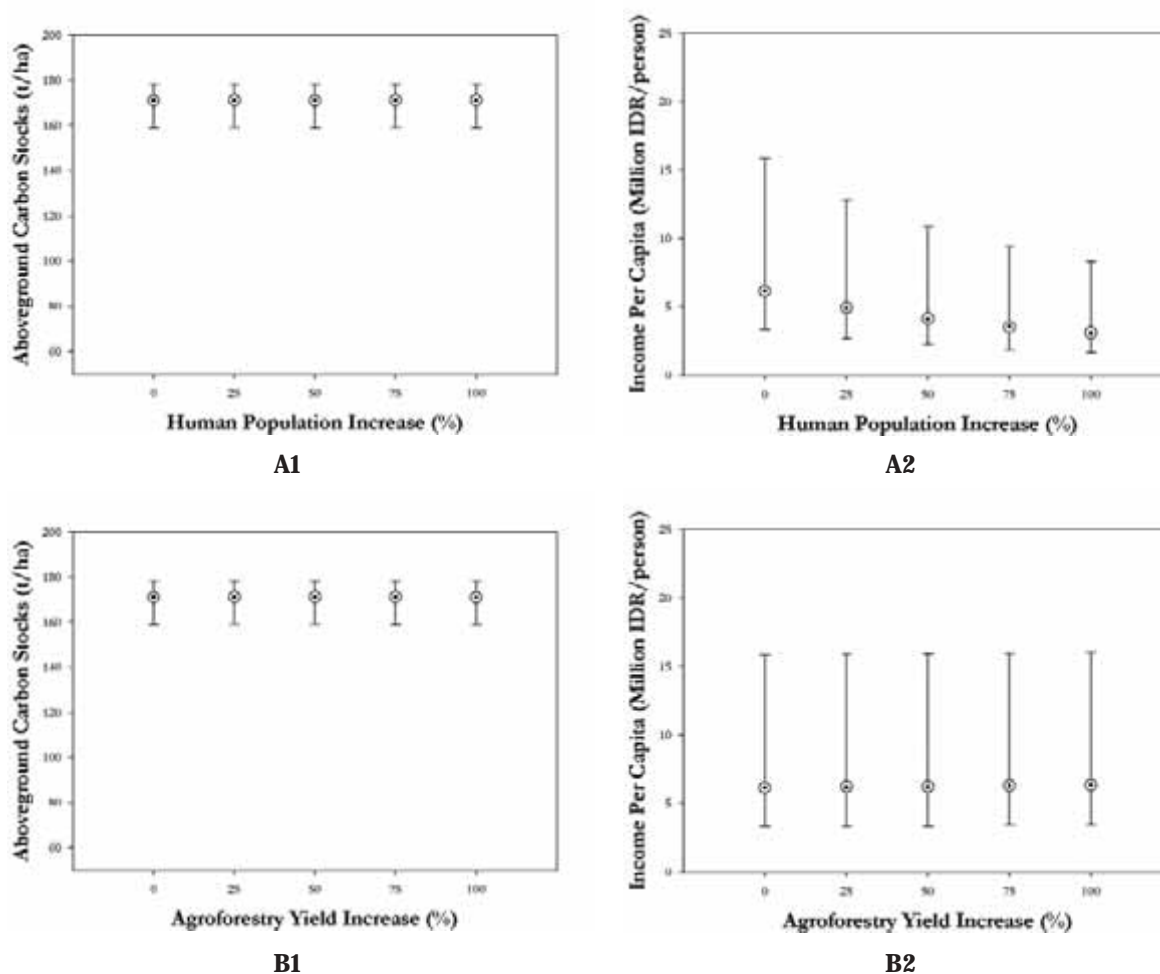 Aboveground Carbon Stocks (t/ha)
200
180
160
140
120
100
80
60
0 25 50 75 100
Human Population Increase (%)
A1
Income Per Capita (Million IDR/person)
25
20
15
10
5
0
0 25 50 75 100
Human Population Increase (%)
A2
Aboveground Carbon Stocks (t/ha)
200
180
160
140
120
100
80
60
0 25 50 75 100
Agroforestry Yield Increase (%)
B1
Income Per Capita (Million IDR/person)
25
20
15
10
5
0
0 25 50 75 100
Agroforestry Yield Increase (%)
B2